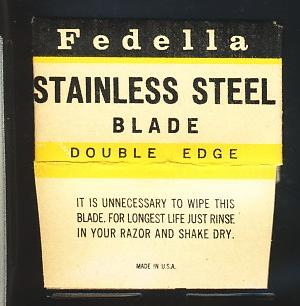 Fedella
STAINLESS STEEL
BLADE
DOUBLE EDGE
IT IS UNNECESSARY TO WIPE THIS
BLADE. FOR LONGEST LIFE JUST RINSE
IN YOUR RAZOR AND SHAKE DRY.
MADE IN U.S.A.